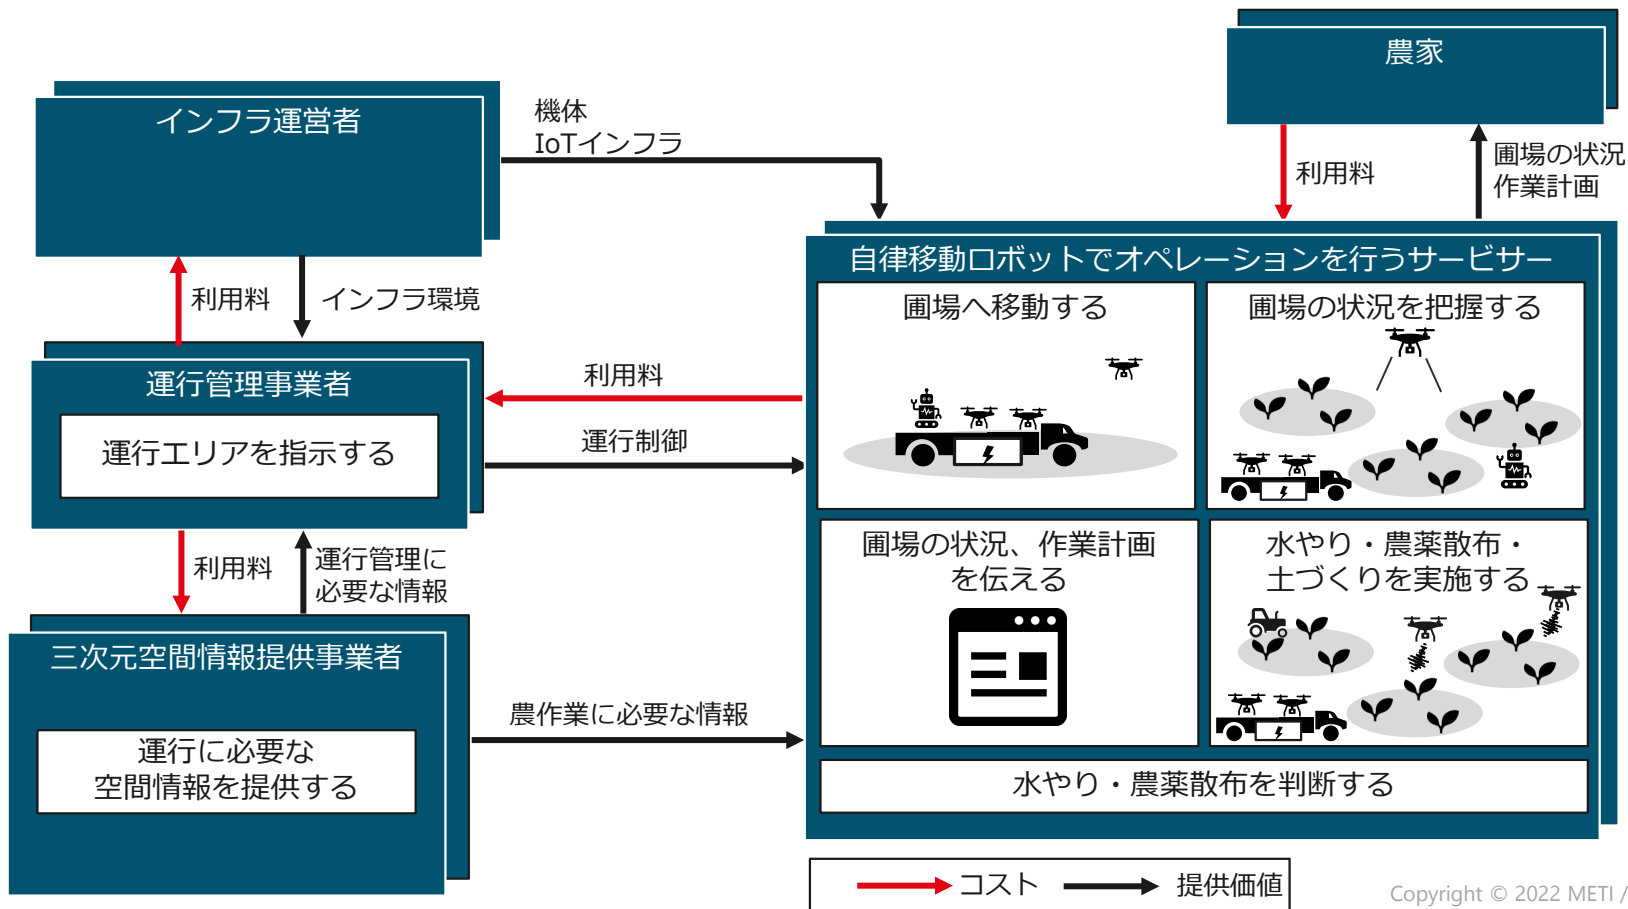 農家
インフラ運営者
機体
IoTインフラ
利用料
圃場の状況
作業計画
自律移動ロボットでオペレーションを行うサービサー
利用料
インフラ環境
圃場へ移動する
圃場の状況を把握する
運行管理事業者
運行エリアを指示する
利用料
運行制御
圃場の状況、作業計画
を伝える
水やり・農薬散布・
土づくりを実施する
利用料
運行管理に
必要な情報
三次元空間情報提供事業者
運行に必要な
空間情報を提供する
農作業に必要な情報
水やり・農薬散布を判断する
コスト
提供価値
Copyright © 2022 METI /